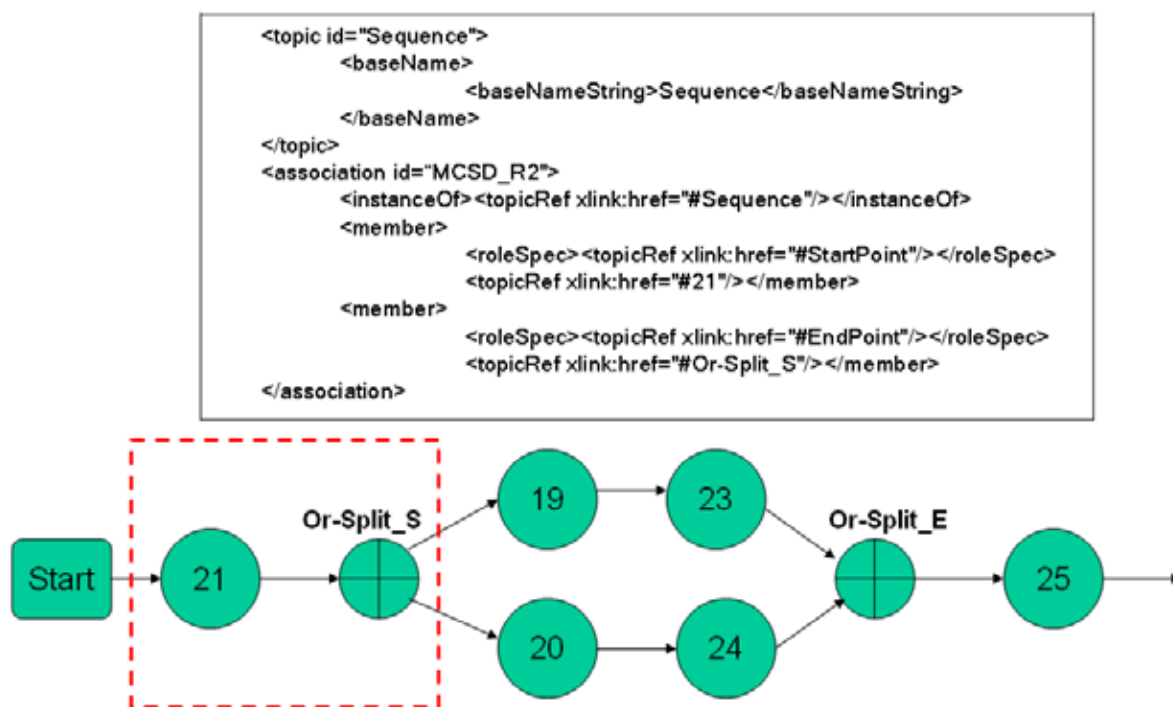 <topic id="Sequence">
<baseName>
<baseNameString>Sequence</baseNameString>
</baseName>
</topic>
<association id="MCSD_R2">
<instanceOf><topicRef xlink:href="#Sequence"/></instanceOf>
<member>
<roleSpec><topicRef xlink:href="#StartPoint"/></roleSpec>
<topicRef xlink:href="#21"/></member>
<member>
<roleSpec><topicRef xlink:href="#EndPoint"/></roleSpec>
<topicRef xlink:href="#Or-Split_S"/></member>
</association>
Start
21
Or-Split_S
19
23
20
24
Or-Split_E
25